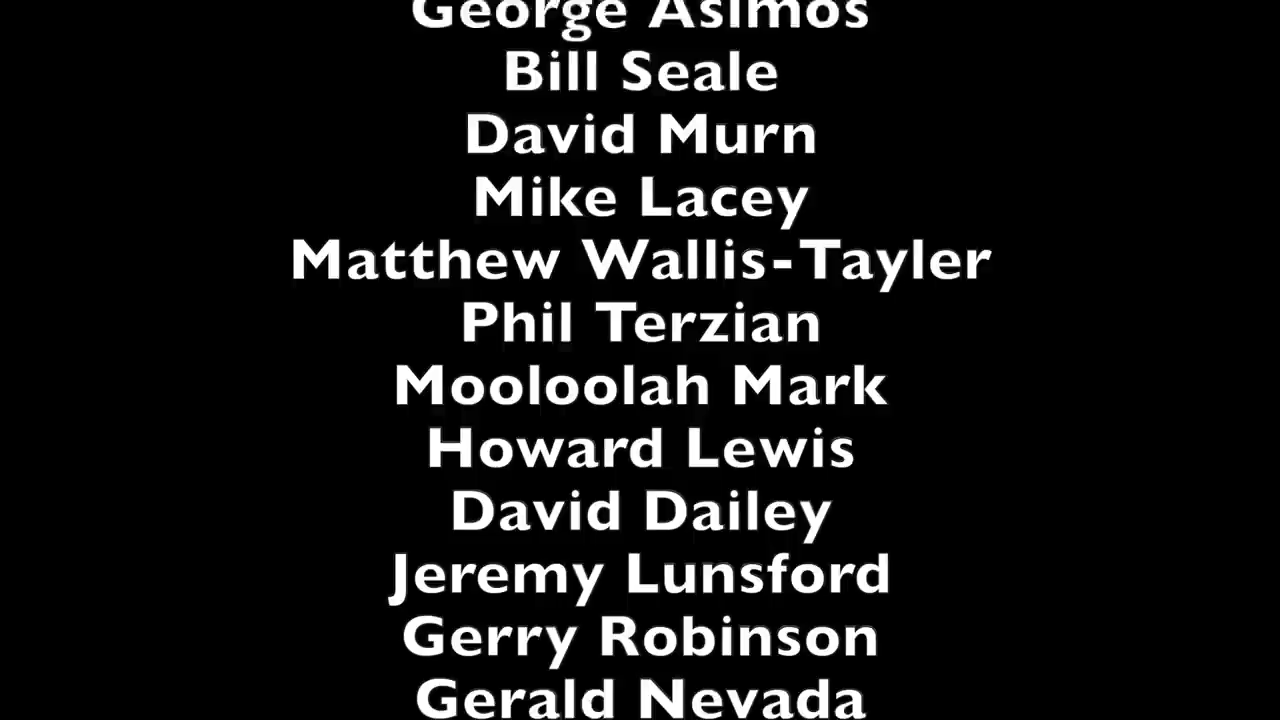 George Asimos
Bill Seale
David Murn
Mike Lacey
Matthew Wallis-Tayler
Phil Terzian
Mooloolah Mark
Howard Lewis
David Dailey
Jeremy Lunsford
Gerry Robinson
Gerald Nevada